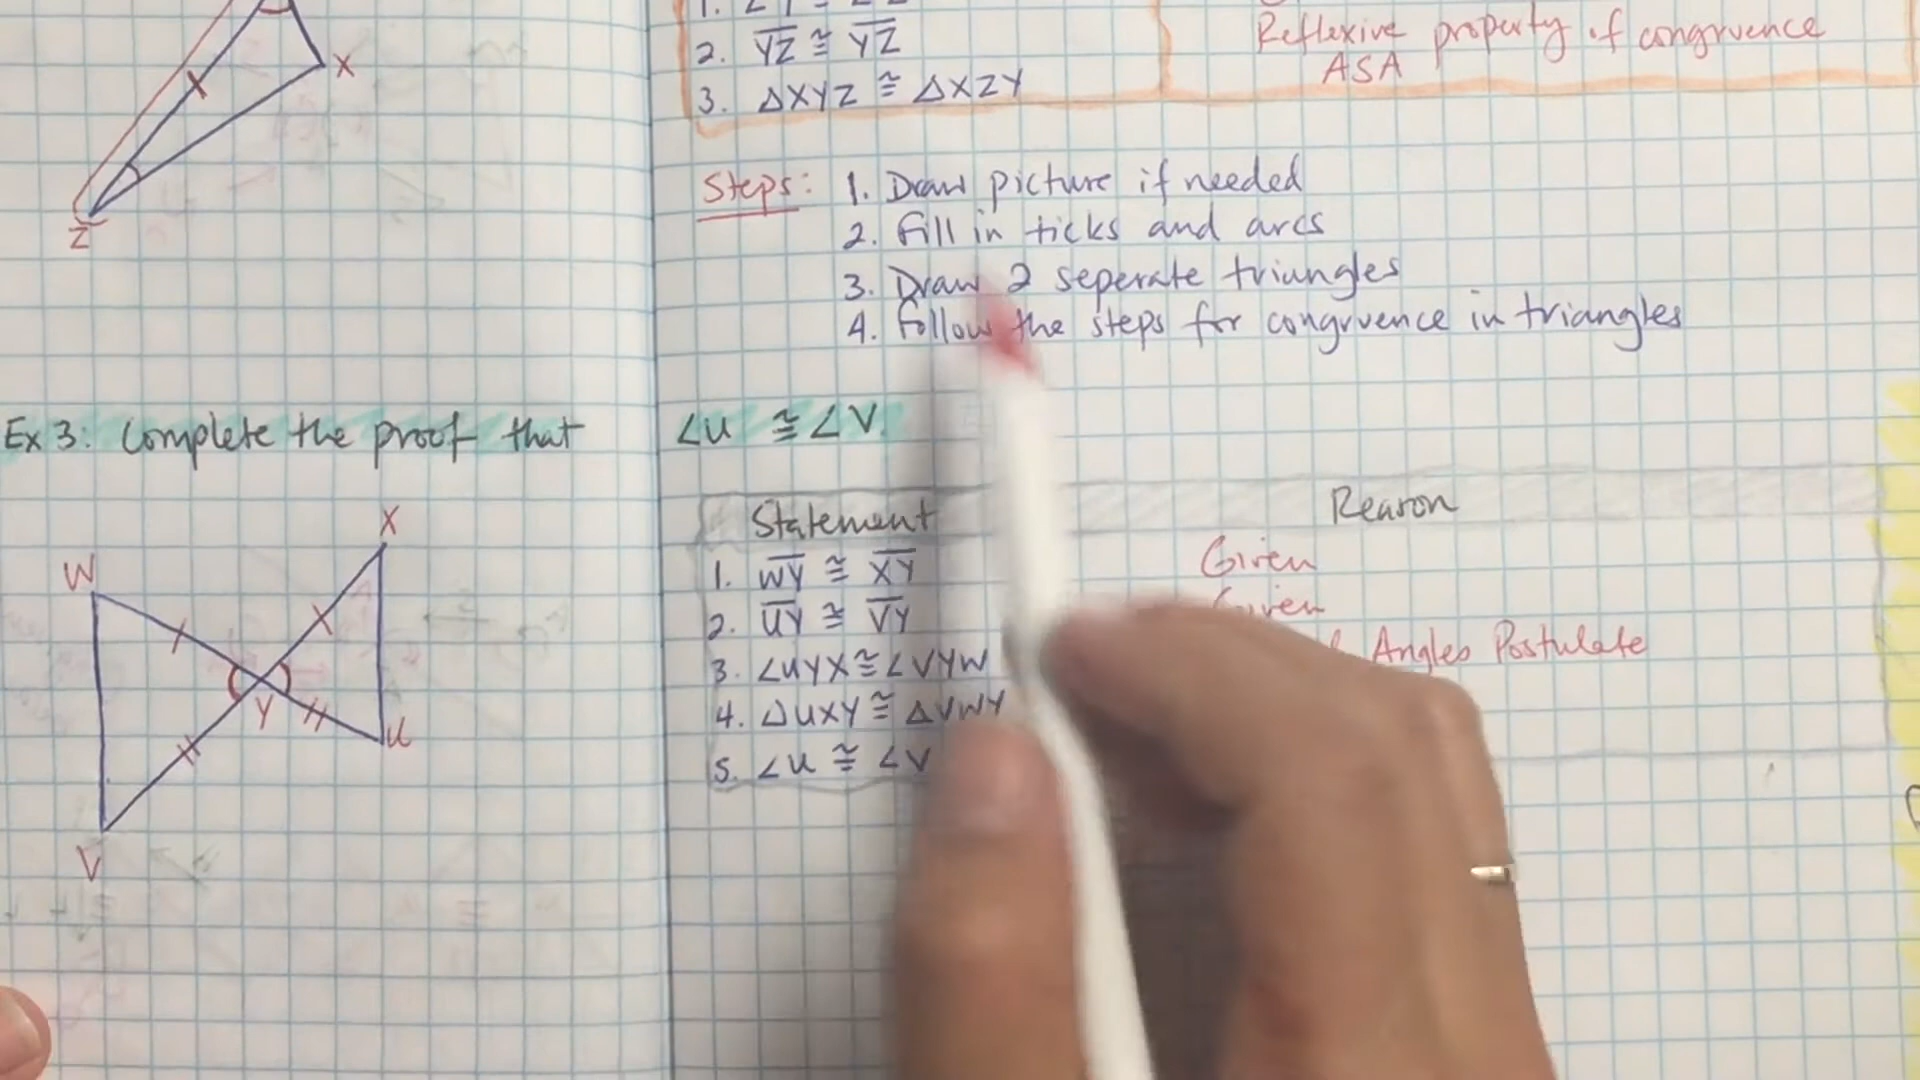 2. YZ ≅ YZ
Reflexive property of congruence
3. ΔXYZ ≅ ΔXZY
ASA
X
Z
Steps: 1. Draw picture if needed
2. Fill in ticks and arcs
3. Draw 2 seperate triangles
4. Follow the steps for congruence in triangles
Ex 3: Complete the proof that ∠U ≅ ∠V.
Statement Reason
1. WY ≅ XY Given
2. UY ≅ VY Given
3. ∠UYX ≅ ∠VYW Angles Postulate
4. ΔUXY ≅ ΔVWY
5. ∠U ≅ ∠V
X
W
Y
U
V